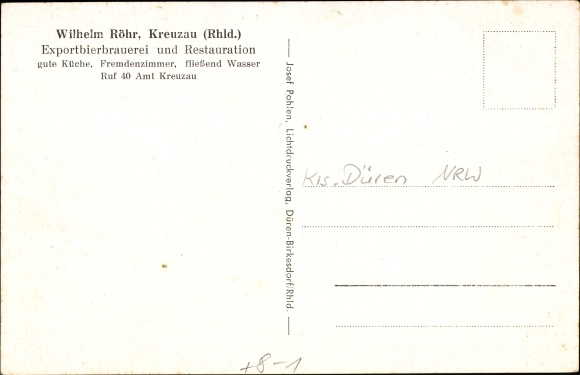 Wilhelm Röhr, Kreuzau (Rhld.)
Exportbierbrauerei und Restauration
gute Küche, Fremdenzimmer, fließend Wasser
Ruf 40 Amt Kreuzau
— Josef Pohlen, Lichtdruckverlag, Düren-Birkesdorf/Rhld. —
Krs. Düren NRW
+8-1